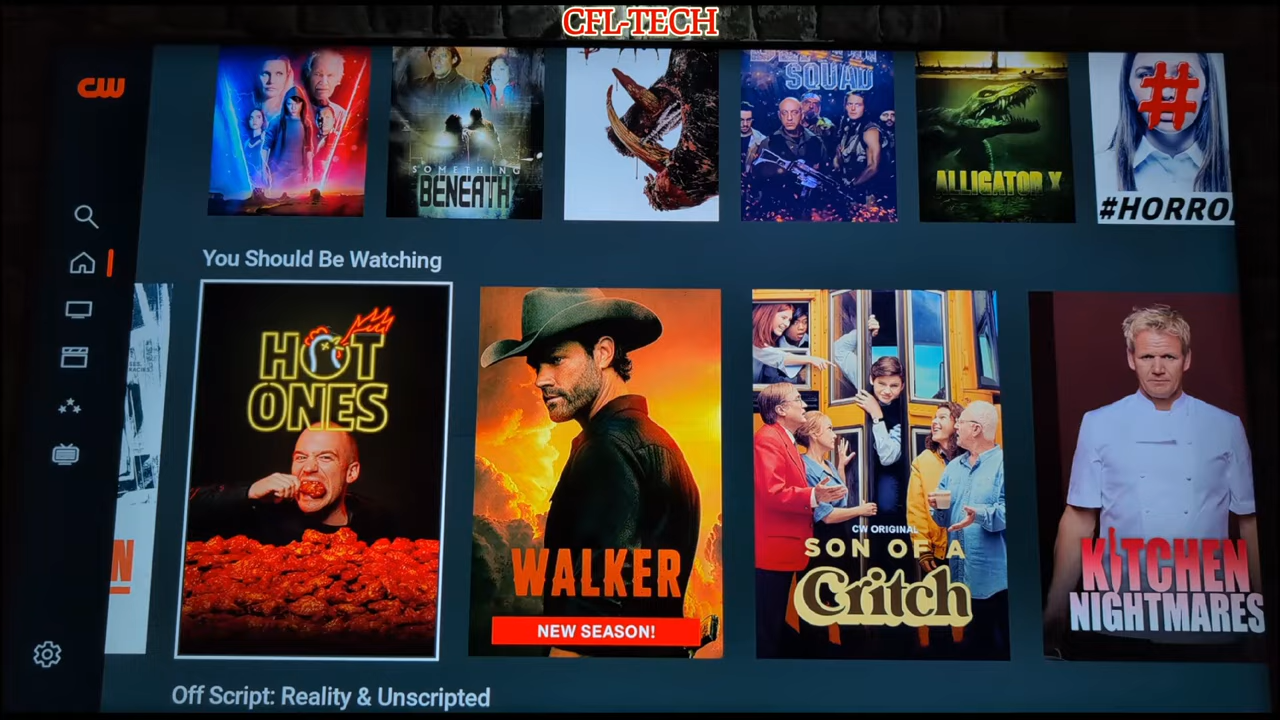 CFL-TECH
CW
SQUAD
SOMETHING
BENEATH
ALLIGATOR X
#
#HORRO
You Should Be Watching
HOT
ONES
WALKER
NEW SEASON!
CW ORIGINAL
SON OF A
Critch
KITCHEN
NIGHTMARES
N
Off Script: Reality & Unscripted